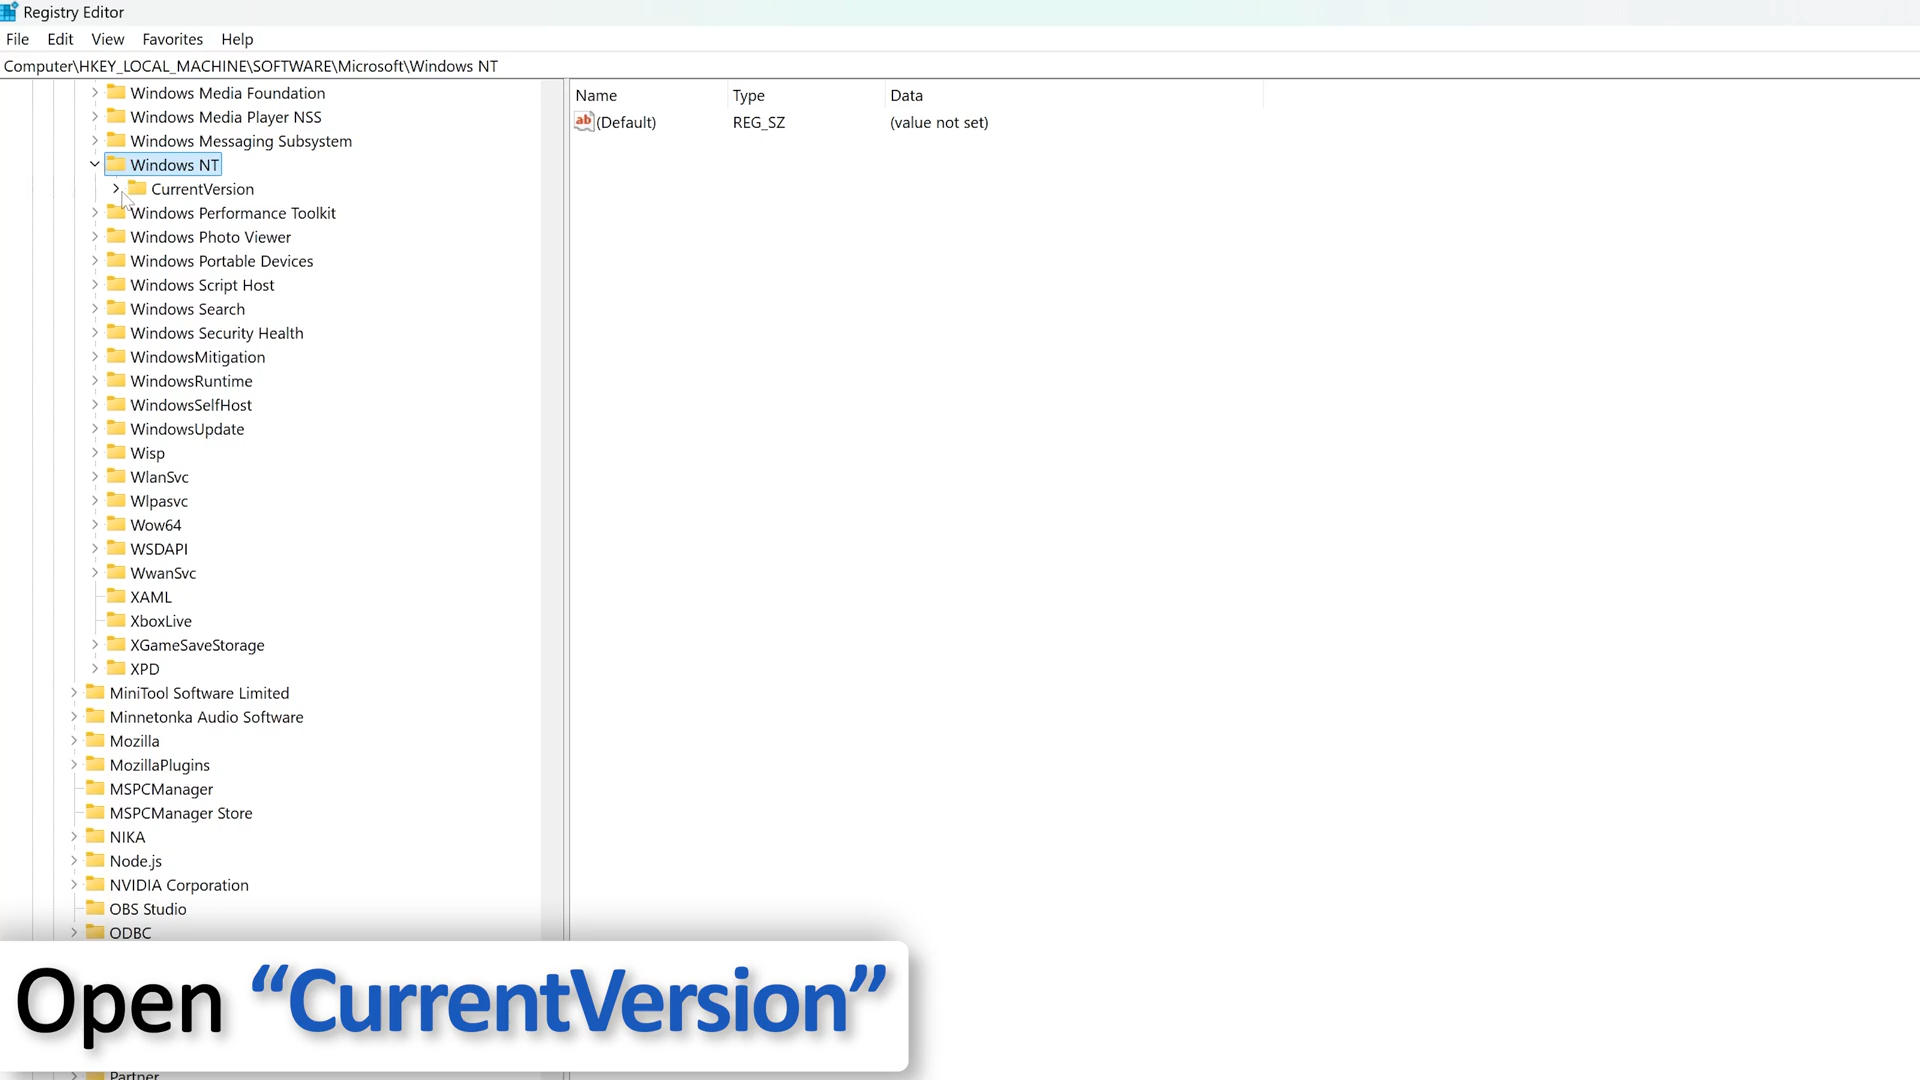 Registry Editor
File Edit View Favorites Help
Computer\HKEY_LOCAL_MACHINE\SOFTWARE\Microsoft\Windows NT
Windows Media Foundation
Windows Media Player NSS
Windows Messaging Subsystem
Windows NT
CurrentVersion
Windows Performance Toolkit
Windows Photo Viewer
Windows Portable Devices
Windows Script Host
Windows Search
Windows Security Health
WindowsMitigation
WindowsRuntime
WindowsSelfHost
WindowsUpdate
Wisp
WlanSvc
Wlpasvc
Wow64
WSDAPI
WwanSvc
XAML
XboxLive
XGameSaveStorage
XPD
MiniTool Software Limited
Minnetonka Audio Software
Mozilla
MozillaPlugins
MSPCManager
MSPCManager Store
NIKA
Node.js
NVIDIA Corporation
OBS Studio
ODBC
Partner
Name Type Data
ab (Default) REG_SZ (value not set)
Open “CurrentVersion”